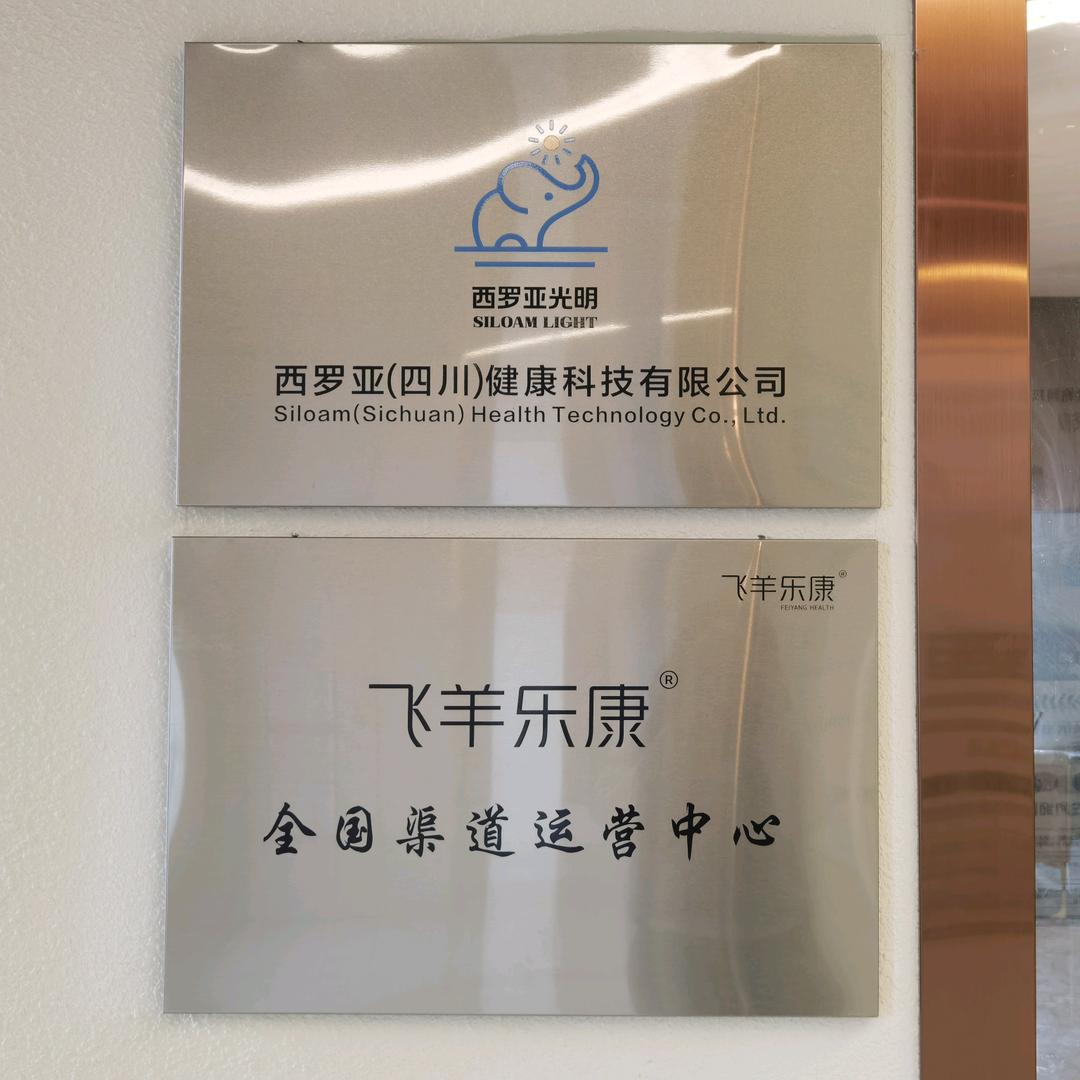 西罗亚光明
SILOAM LIGHT
西罗亚(四川)健康科技有限公司
Siloam(Sichuan) Health Technology Co., Ltd.
飞羊乐康®
FEIYANG HEALTH
飞羊乐康®
全国渠道运营中心